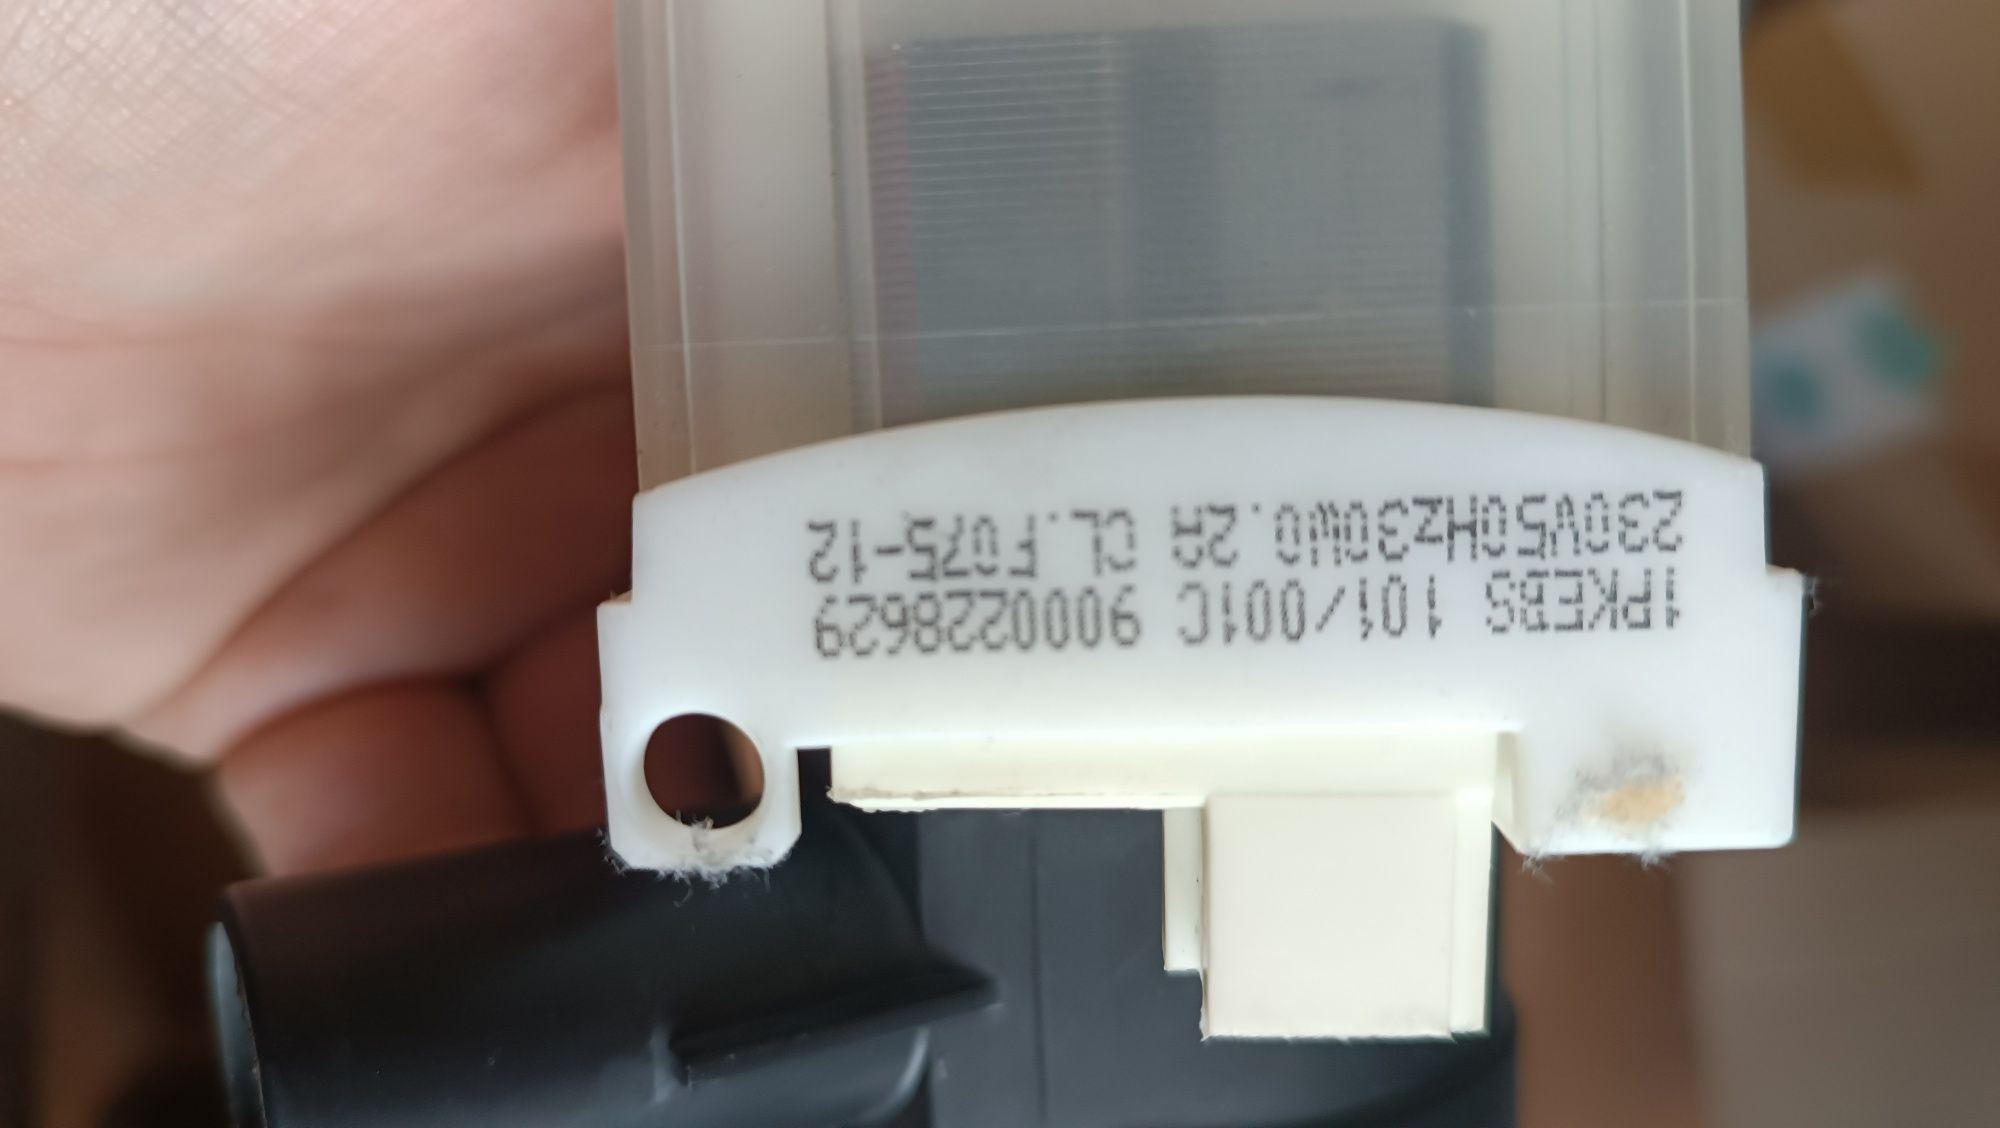 1PKEBS 101/001C 9000228629
230V50Hz30W0.2A CL.F075-12